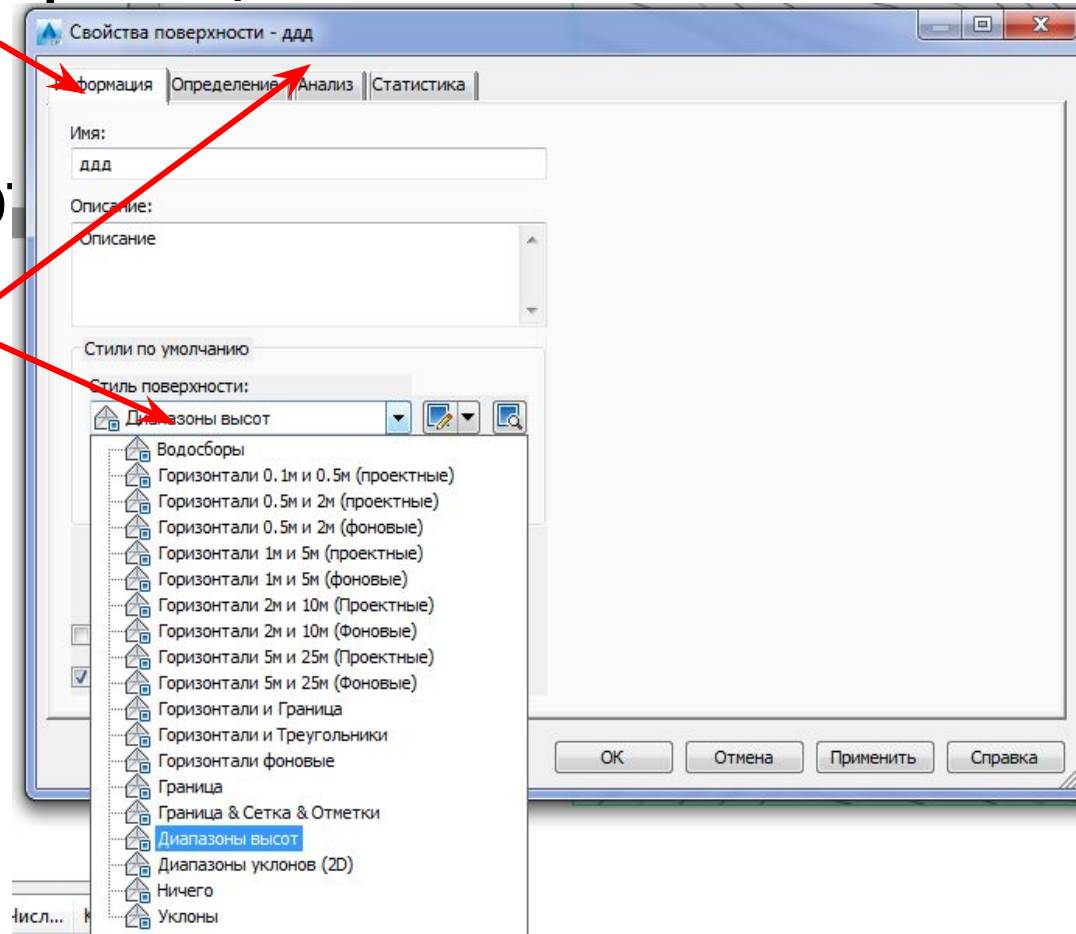 Свойства поверхности - ддд
формация Определение Анализ Статистика
Имя:
ддд
Описание:
Описание
Стили по умолчанию
Стиль поверхности:
Диапазоны высот
Водосборы
Горизонтали 0.1м и 0.5м (проектные)
Горизонтали 0.5м и 2м (проектные)
Горизонтали 0.5м и 2м (фоновые)
Горизонтали 1м и 5м (проектные)
Горизонтали 1м и 5м (фоновые)
Горизонтали 2м и 10м (Проектные)
Горизонтали 2м и 10м (Фоновые)
Горизонтали 5м и 25м (Проектные)
Горизонтали 5м и 25м (Фоновые)
Горизонтали и Граница
Горизонтали и Треугольники
Горизонтали фоновые
Граница
Граница & Сетка & Отметки
Диапазоны высот
Диапазоны уклонов (2D)
Ничего
Уклоны
ОК Отмена Применить Справка
Числ...